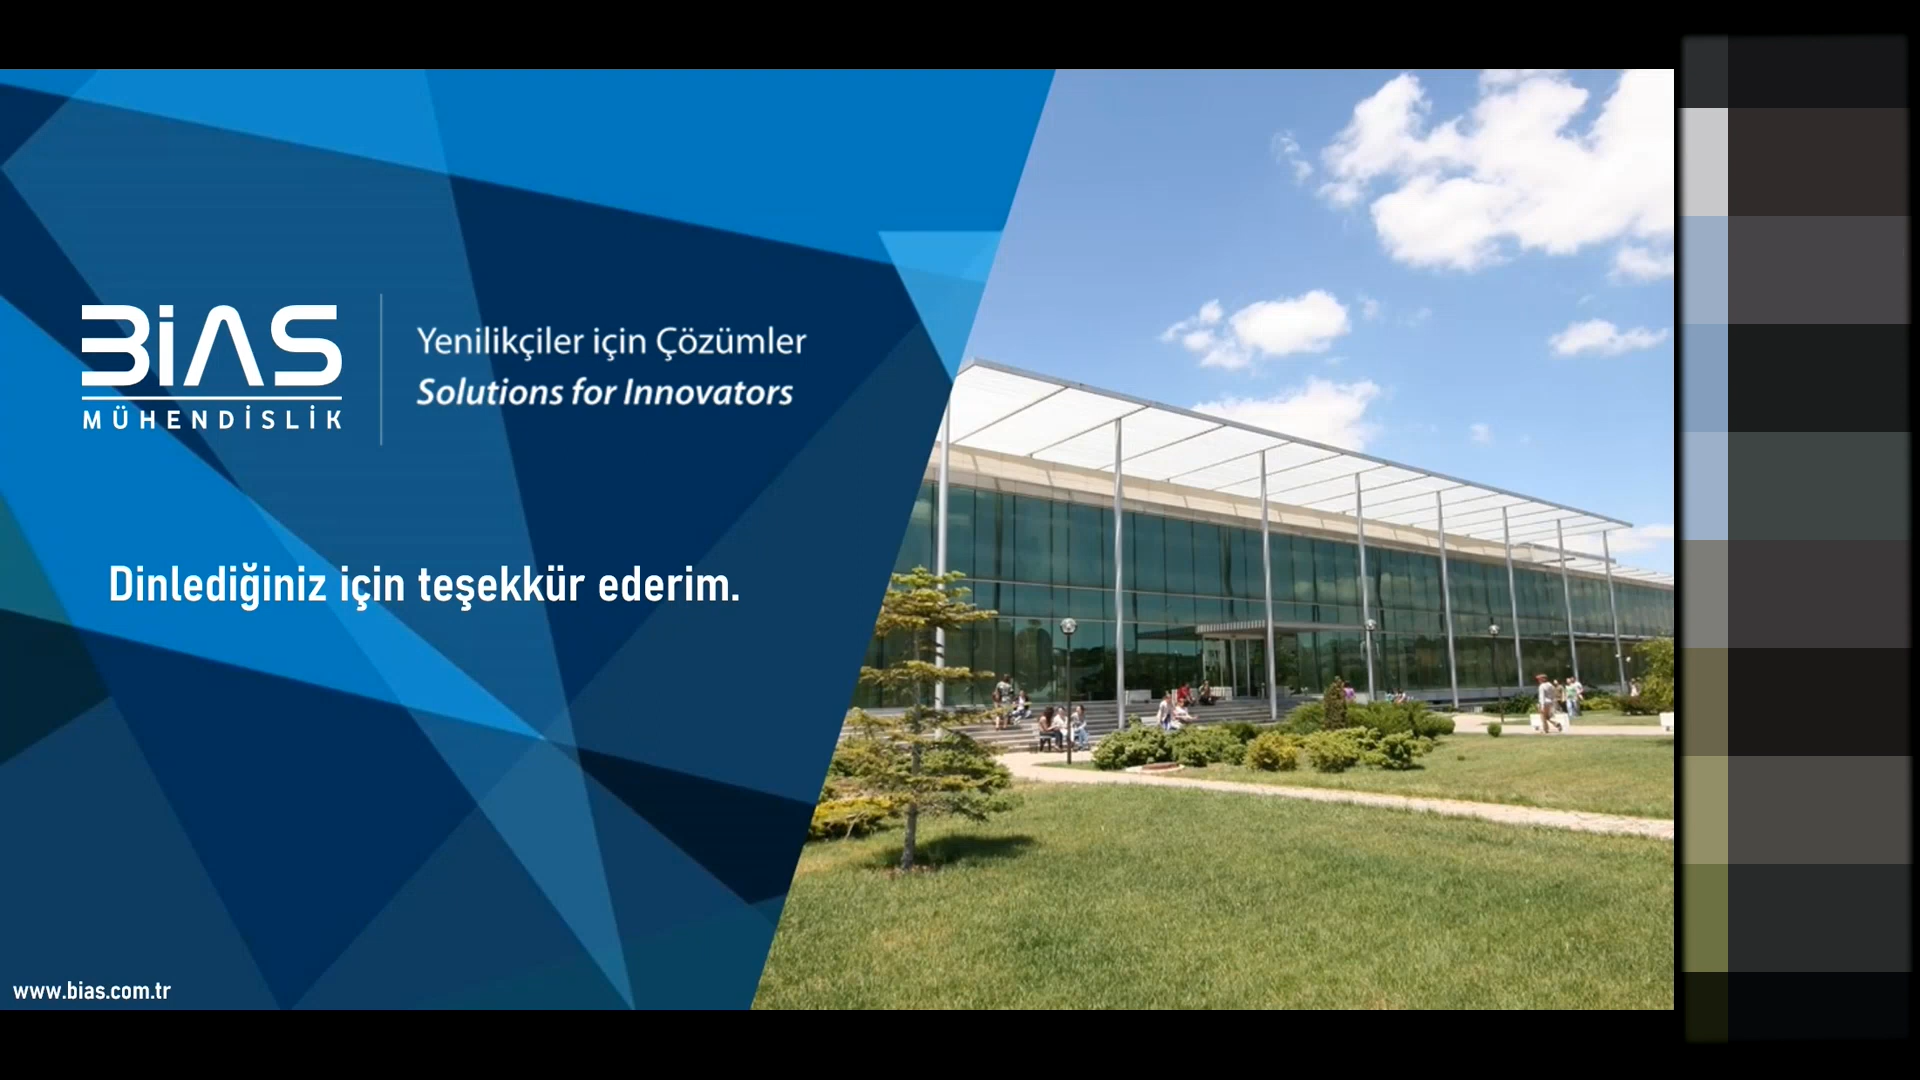 BiAS
MÜHENDİSLİK
Yenilikçiler için Çözümler
Solutions for Innovators
Dinlediğiniz için teşekkür ederim.
www.bias.com.tr